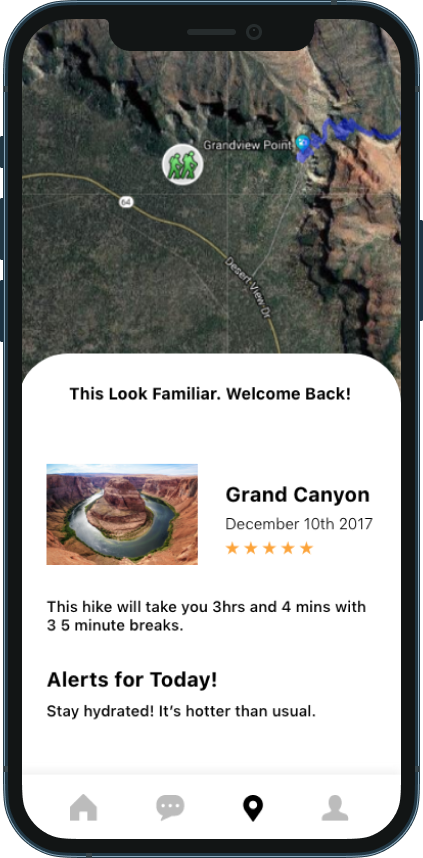 Grandview Point
64
Desert View Dr
This Look Familiar. Welcome Back!
Grand Canyon
December 10th 2017
This hike will take you 3hrs and 4 mins with
3 5 minute breaks.
Alerts for Today!
Stay hydrated! It’s hotter than usual.